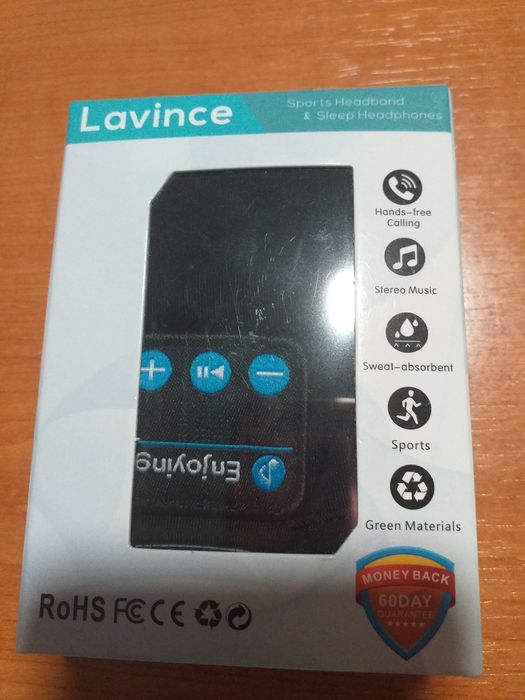 Lavince
Sports Headband
& Sleep Headphones
Hands-free
Calling
Stereo Music
Sweat-absorbent
Sports
Green Materials
+
-
Enjoying
MONEY BACK
60DAY
GUARANTEE
RoHS FC CE